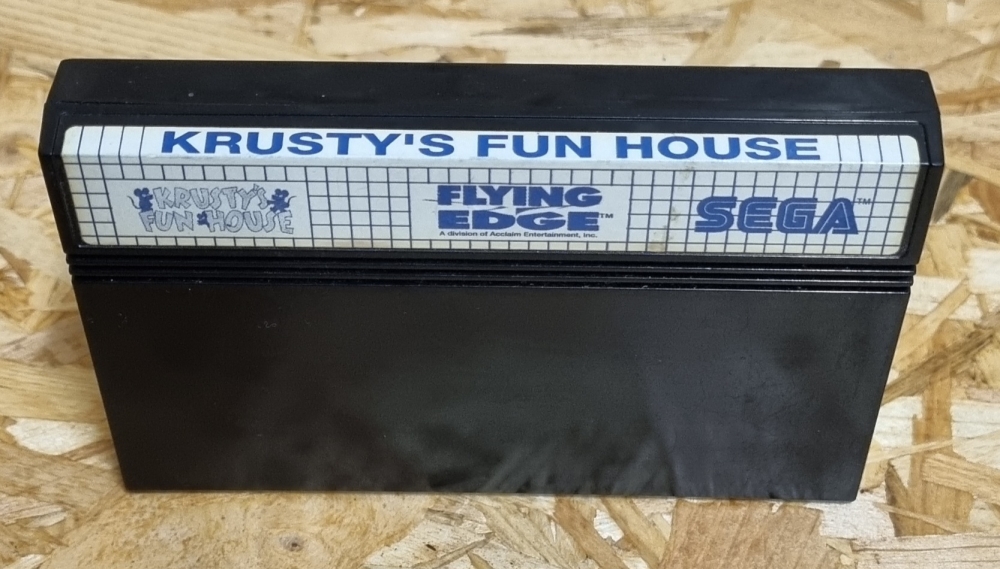 KRUSTY'S FUN HOUSE
KRUSTY'S
FUN HOUSE
FLYING
EDGE™
A division of Acclaim Entertainment, Inc.
SEGA™